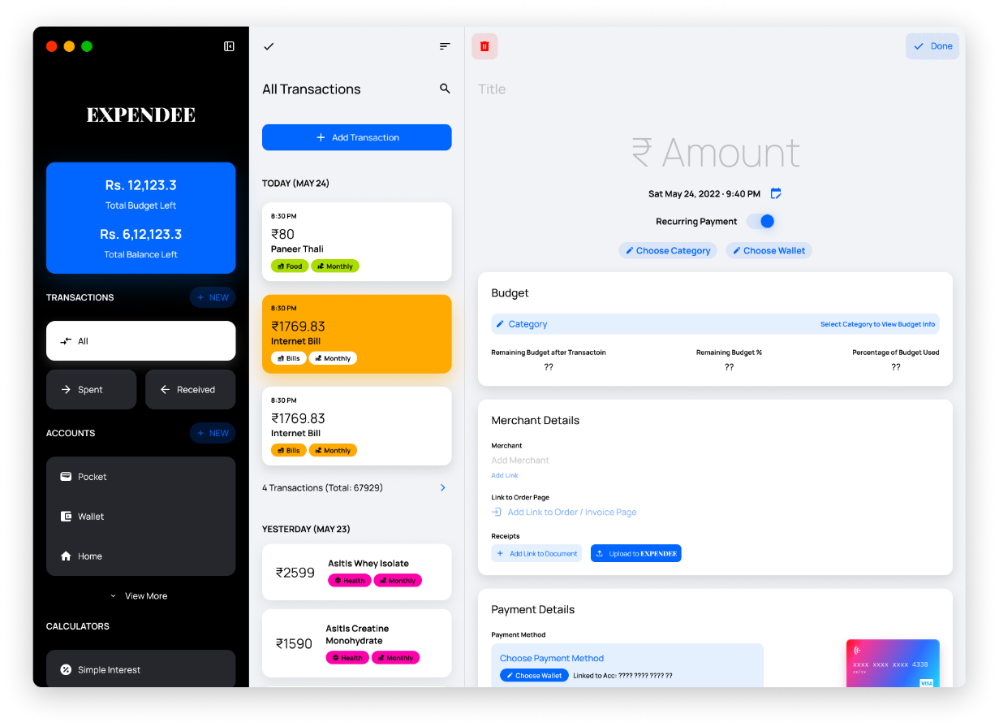 EXPENDEE
Rs. 12,123.3
Total Budget Left
Rs. 6,12,123.3
Total Balance Left
TRANSACTIONS
+ NEW
All
Spent
Received
ACCOUNTS
+ NEW
Pocket
Wallet
Home
View More
CALCULATORS
Simple Interest
All Transactions
+ Add Transaction
TODAY (MAY 24)
8:30 PM
₹80
Paneer Thali
Food
Monthly
8:30 PM
₹1769.83
Internet Bill
Bills
Monthly
8:30 PM
₹1769.83
Internet Bill
Bills
Monthly
4 Transactions (Total: 67929)
YESTERDAY (MAY 23)
₹2599
AsItIs Whey Isolate
Health
Monthly
₹1590
AsItIs Creatine
Monohydrate
Health
Monthly
Done
Title
₹ Amount
Sat May 24, 2022 · 9:40 PM
Recurring Payment
Choose Category
Choose Wallet
Budget
Category
Select Category to View Budget Info
Remaining Budget after Transactoin
Remaining Budget %
Percentage of Budget Used
??
??
??
Merchant Details
Merchant
Add Merchant
Add Link
Link to Order Page
Add Link to Order / Invoice Page
Receipts
+ Add Link to Document
Upload to EXPENDEE
Payment Details
Payment Method
Choose Payment Method
Choose Wallet
Linked to Acc: ???? ???? ???? ??
xxxx xxxx xxxx 4338
xx/xx
VISA